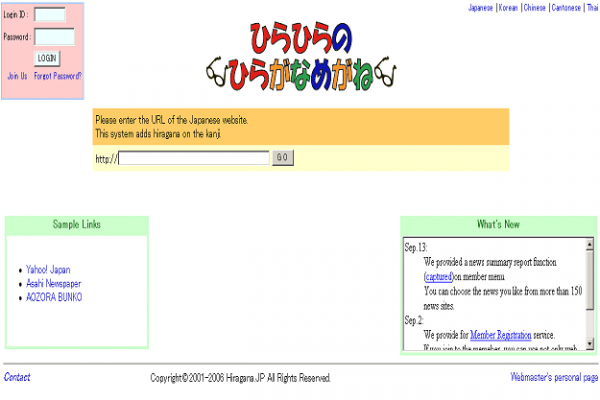 Login ID :
Password :
LOGIN
Join Us Forgot Password?
Japanese | Korean | Chinese | Cantonese | Thai
ひらひらの
ひらがなめがね
Please enter the URL of the Japanese website.
This system adds hiragana on the kanji.
http:// GO
Sample Links
Yahoo! Japan
Asahi Newspaper
AOZORA BUNKO
What's New
Sep.13:
We provided a news summary report function
(captured)on member menu.
You can choose the news you like from more than 150
news sites.
Sep.2:
We provide for Member Registration service.
If you join to the member, you can use not only web
Contact
Copyright©2001-2006 Hiragana.JP All Rights Reserved.
Webmaster's personal page